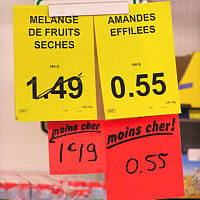 MELANGE
DE FRUITS
SECHES
1.49
moins cher!
1€19
AMANDES
EFFILEES
0.55
moins cher!
0.55